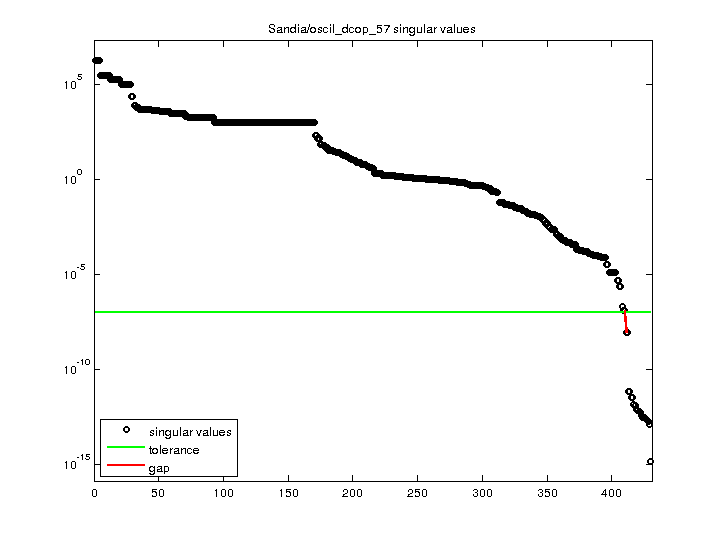 Sandia/oscil_dcop_57 singular values
10^5
10^0
10^-5
10^-10
10^-15
singular values
tolerance
gap
0 50 100 150 200 250 300 350 400